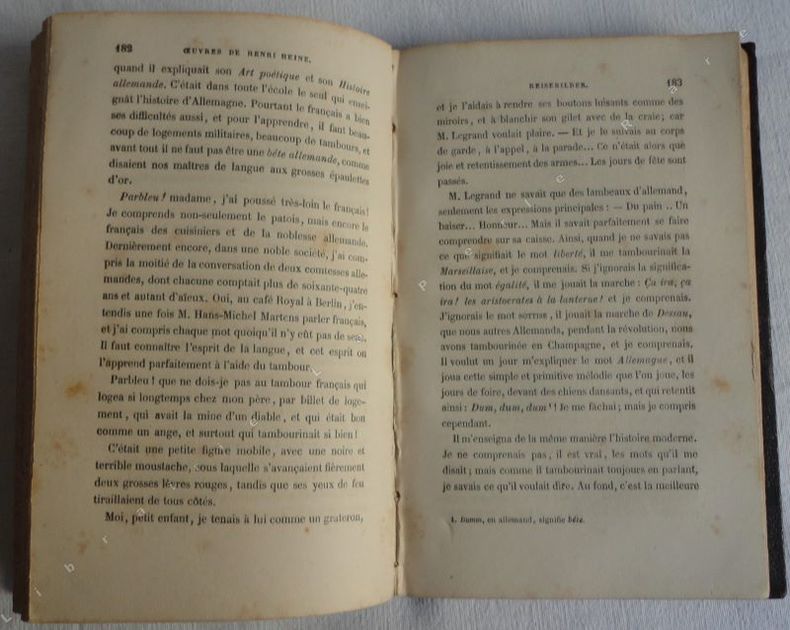 182 ŒUVRES DE HENRI HEINE.
quand il expliquait son Art poétique et son Histoire
allemande. C'était dans toute l'école le seul qui ensei-
gnât l'histoire d'Allemagne. Pourtant le français a bien
ses difficultés aussi, et pour l'apprendre, il faut beau-
coup de logements militaires, beaucoup de tambours, et
avant tout il ne faut pas être une bête allemande, comme
disaient nos maîtres de langue aux grosses épaulettes
d'or.
Parbleu! madame, j'ai poussé très-loin le français!
Je comprends non-seulement le patois, mais encore le
français des cuisiniers et de la noblesse allemande.
Dernièrement encore, dans une noble société, j'ai com-
pris la moitié de la conversation de deux comtesses alle-
mandes, dont chacune comptait plus de soixante-quatre
ans et autant d'aïeux. Oui, au café Royal à Berlin, j'en-
tendis une fois M. Hans-Michel Martens parler français,
et j'ai compris chaque mot quoiqu'il n'y eût pas de sens.
Il faut connaître l'esprit de la langue, et cet esprit on
l'apprend parfaitement à l'aide du tambour.
Parbleu! que ne dois-je pas au tambour français qui
logea si longtemps chez mon père, par billet de loge-
ment, qui avait la mine d'un diable, et qui était bon
comme un ange, et surtout qui tambourinait si bien!
C'était une petite figure mobile, avec une noire et
terrible moustache, sous laquelle s'avançaient fièrement
deux grosses lèvres rouges, tandis que ses yeux de feu
tiraillaient de tous côtés.
Moi, petit enfant, je tenais à lui comme un grateron,
REISEBILDER. 183
et je l'aidais à rendre ses boutons luisants comme des
miroirs, et à blanchir son gilet avec de la craie; car
M. Legrand voulait plaire. — Et je le suivais au corps
de garde, à l'appel, à la parade... Ce n'était alors que
joie et retentissement des armes... Les jours de fête sont
passés.
M. Legrand ne savait que des lambeaux d'allemand,
seulement les expressions principales : — Du pain .. Un
baiser... Honneur... Mais il savait parfaitement se faire
comprendre sur sa caisse. Ainsi, quand je ne savais pas
ce que signifiait le mot liberté, il me tambourinait la
Marseillaise, et je comprenais. Si j'ignorais la significa-
tion du mot égalité, il me jouait la marche : Ça ira, ça
ira! les aristocrates à la lanterne! et je comprenais.
J'ignorais le mot sottise, il jouait la marche de Dessau,
que nous autres Allemands, pendant la révolution, nous
avons tambourinée en Champagne, et je comprenais.
Il voulut un jour m'expliquer le mot Allemagne, et il
joua cette simple et primitive mélodie que l'on joue, les
jours de foire, devant des chiens dansants, et qui retentit
ainsi : Dum, dum, dum¹! Je me fâchai; mais je compris
cependant.
Il m'enseigna de la même manière l'histoire moderne.
Je ne comprenais pas, il est vrai, les mots qu'il me
disait; mais comme il tambourinait toujours en parlant,
je savais ce qu'il voulait dire. Au fond, c'est la meilleure
1. Dumm, en allemand, signifie bête.